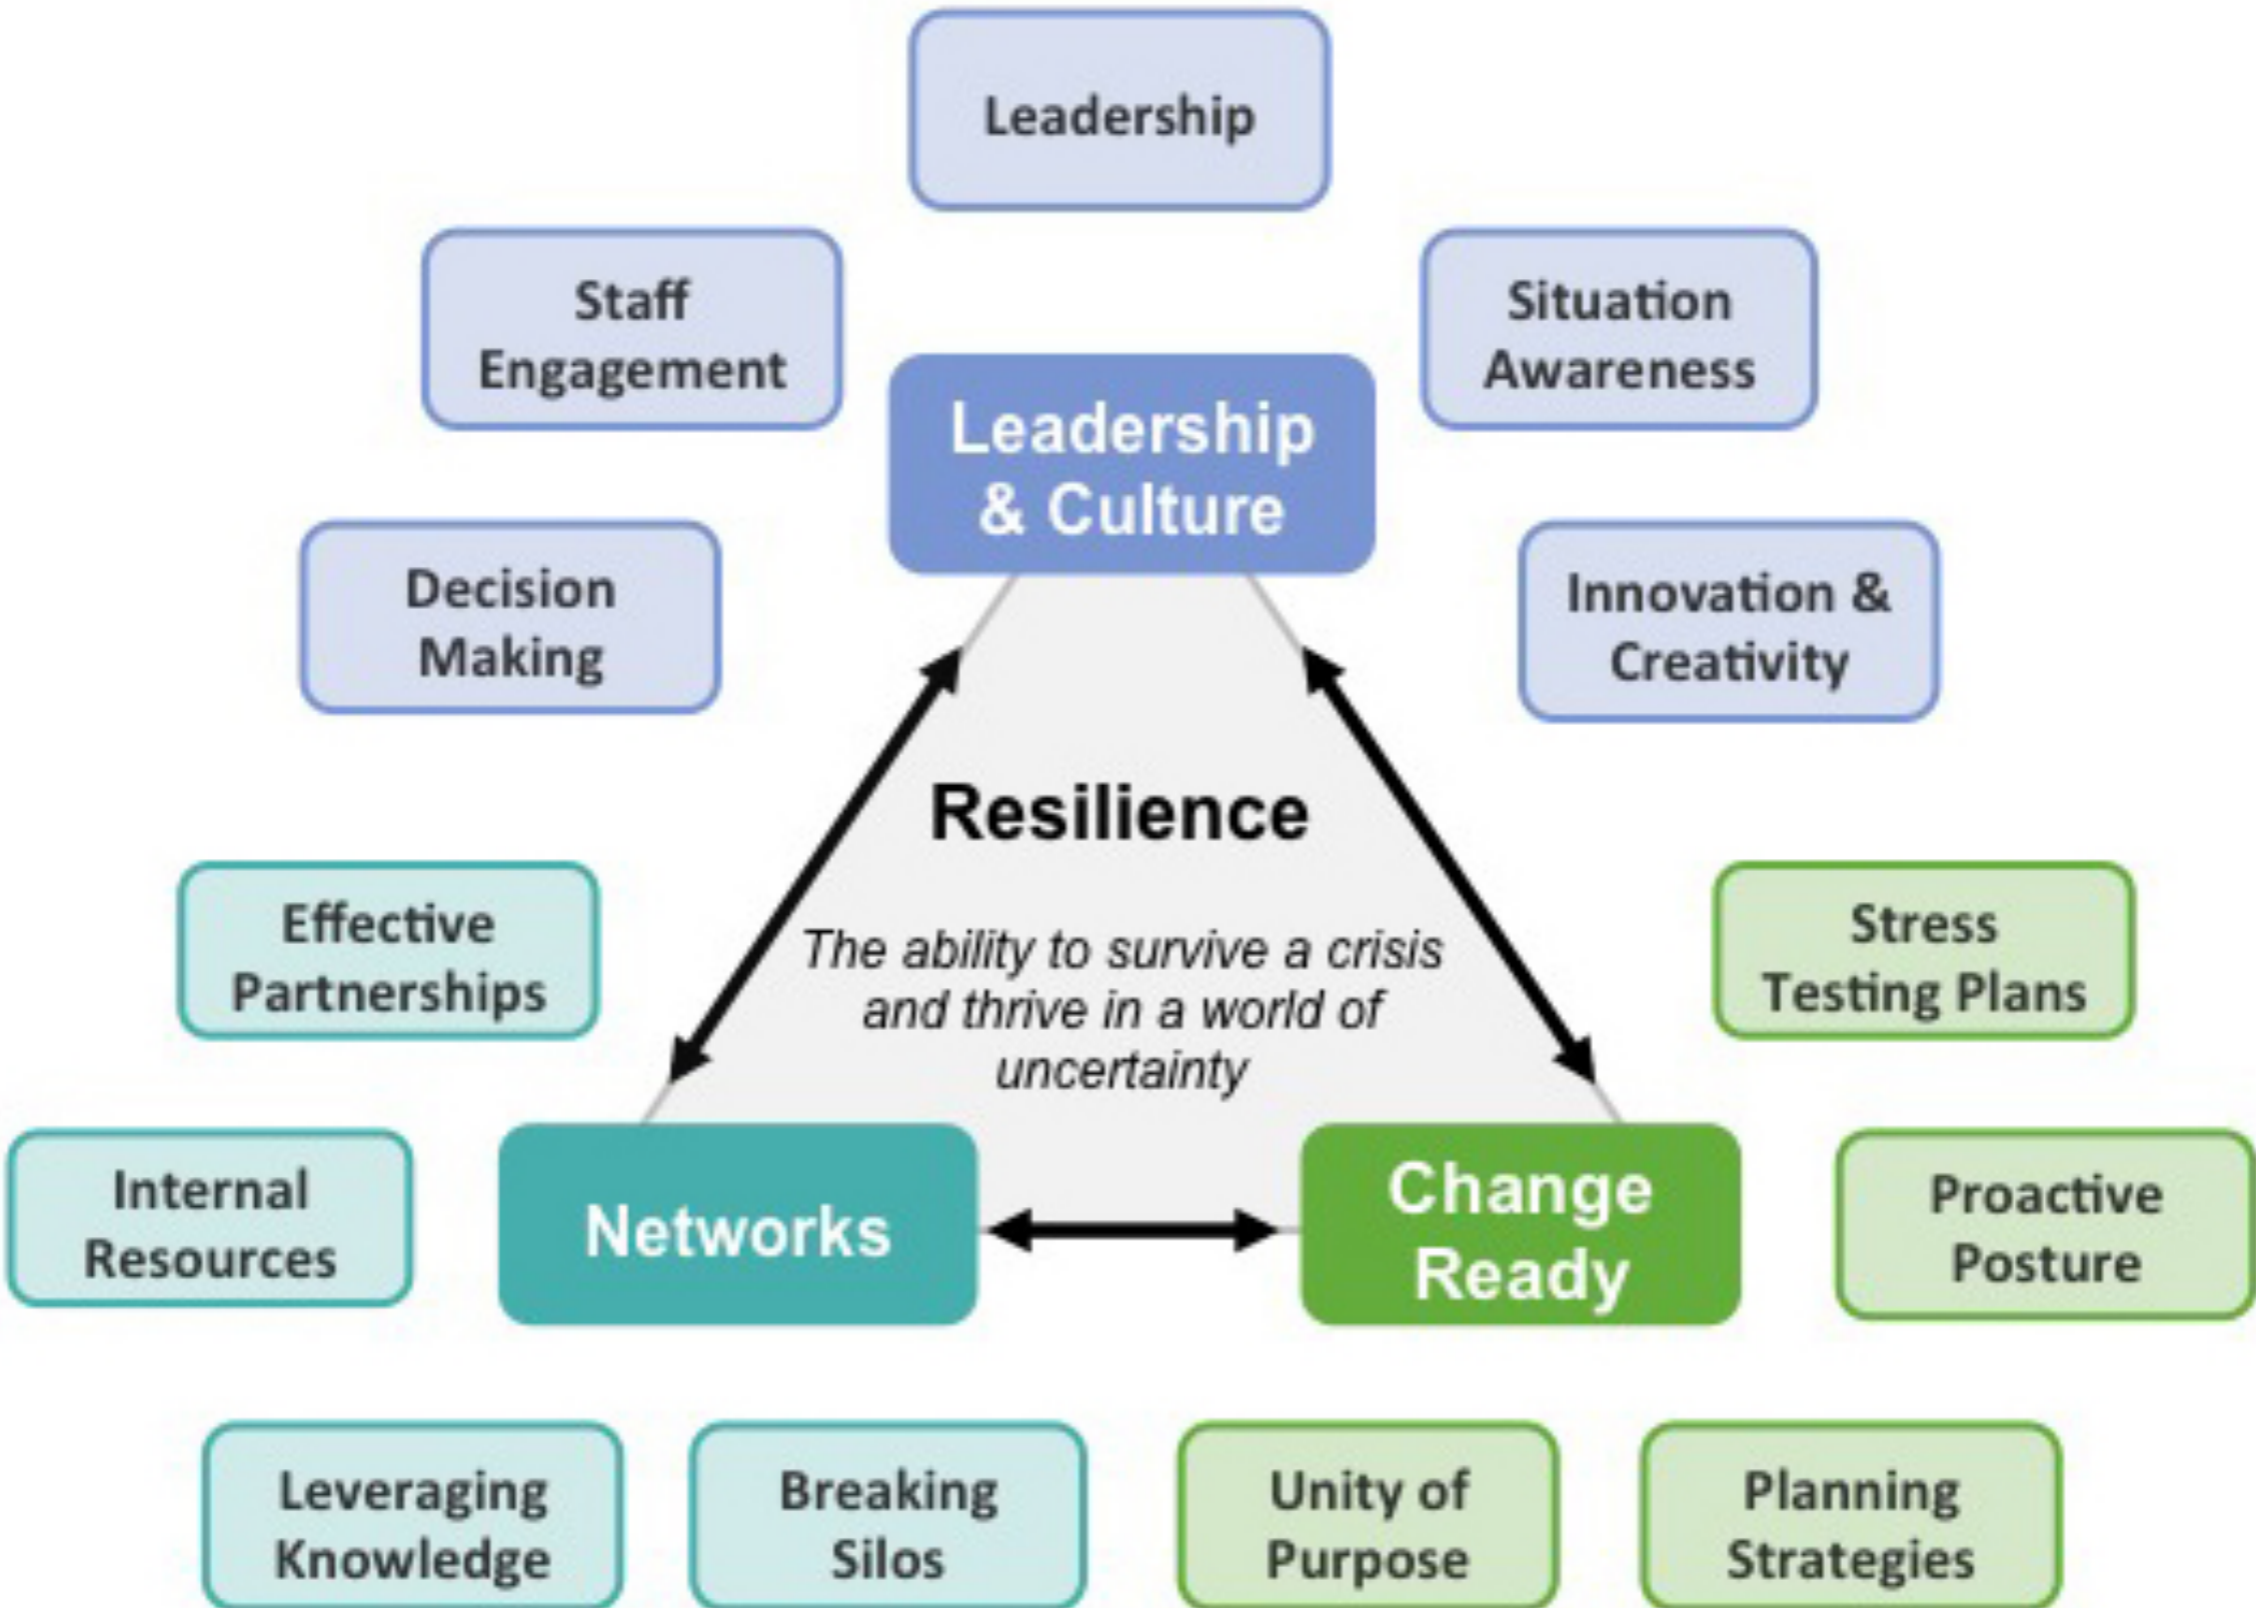 Leadership
Staff
Engagement
Situation
Awareness
Leadership
& Culture
Decision
Making
Innovation &
Creativity
Resilience
The ability to survive a crisis
and thrive in a world of
uncertainty
Effective
Partnerships
Stress
Testing Plans
Internal
Resources
Networks
Change
Ready
Proactive
Posture
Leveraging
Knowledge
Breaking
Silos
Unity of
Purpose
Planning
Strategies